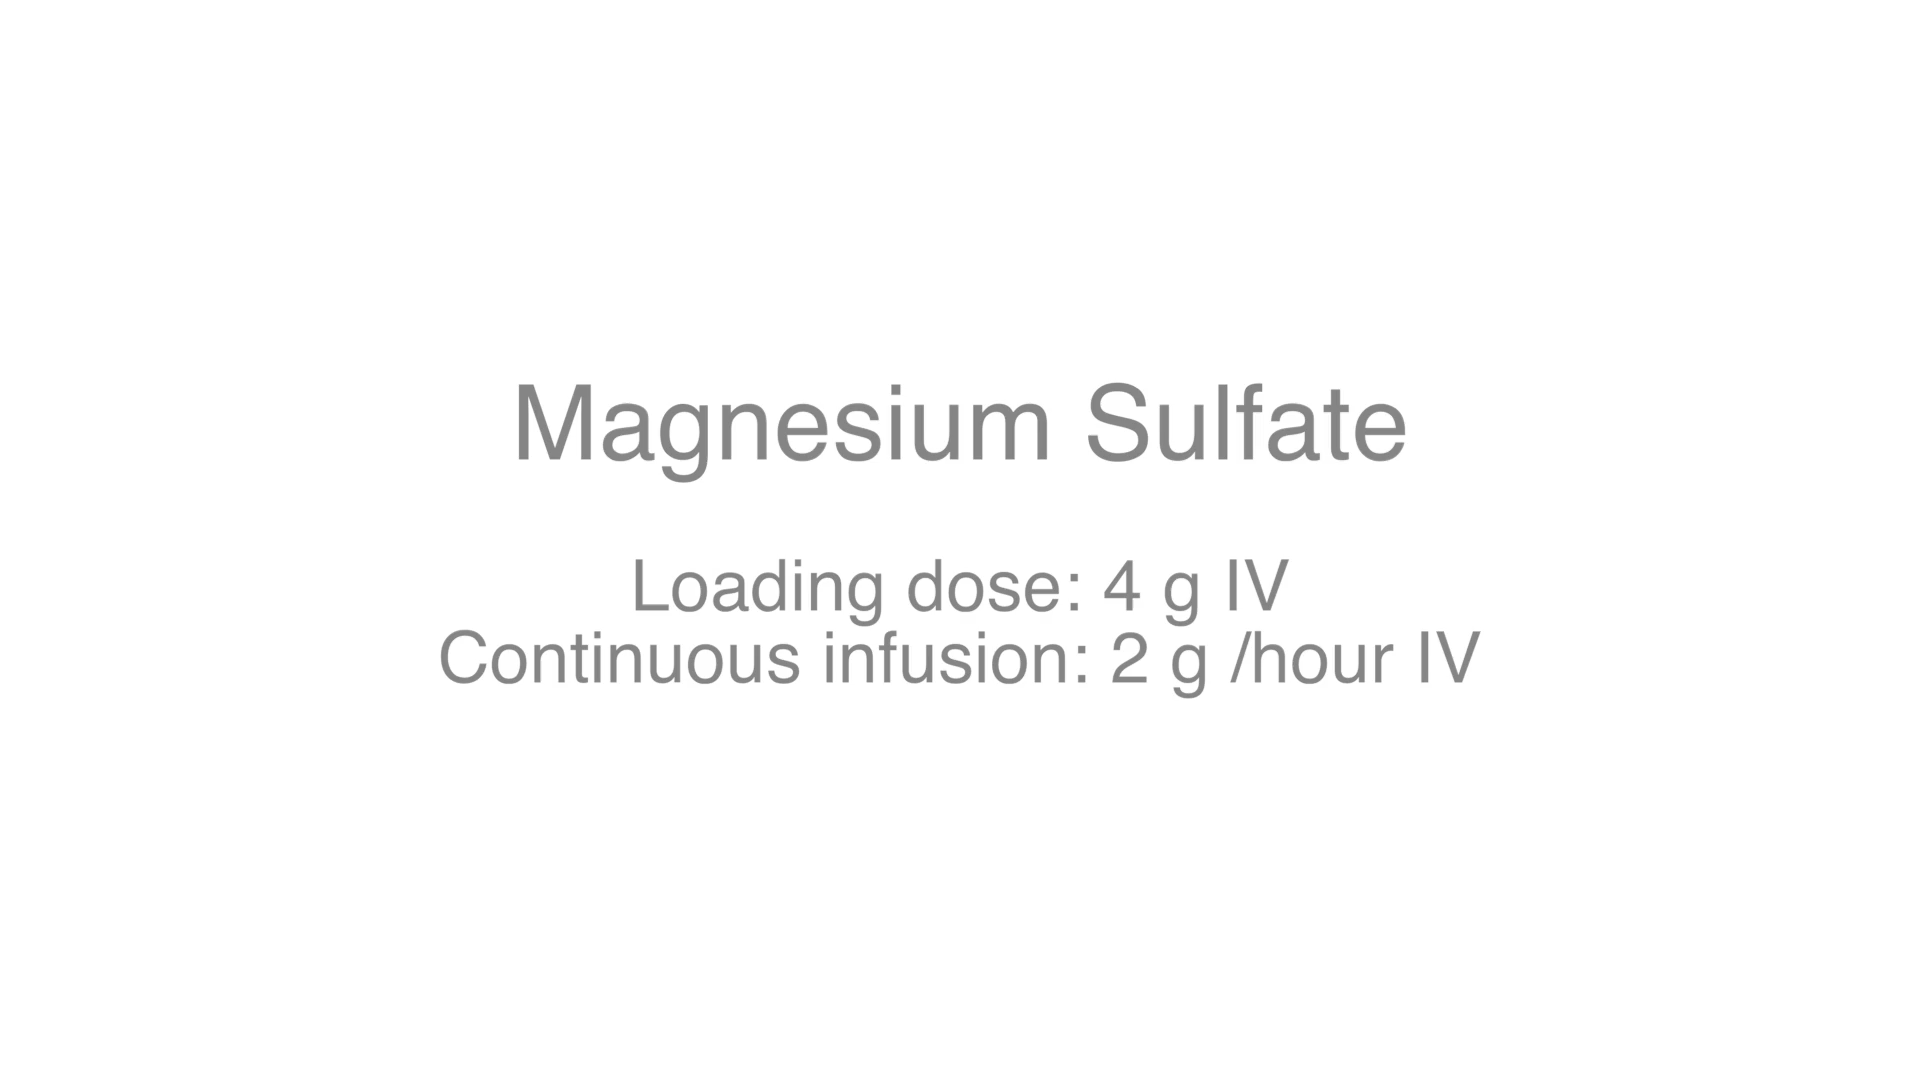 Magnesium Sulfate
Loading dose: 4 g IV
Continuous infusion: 2 g /hour IV